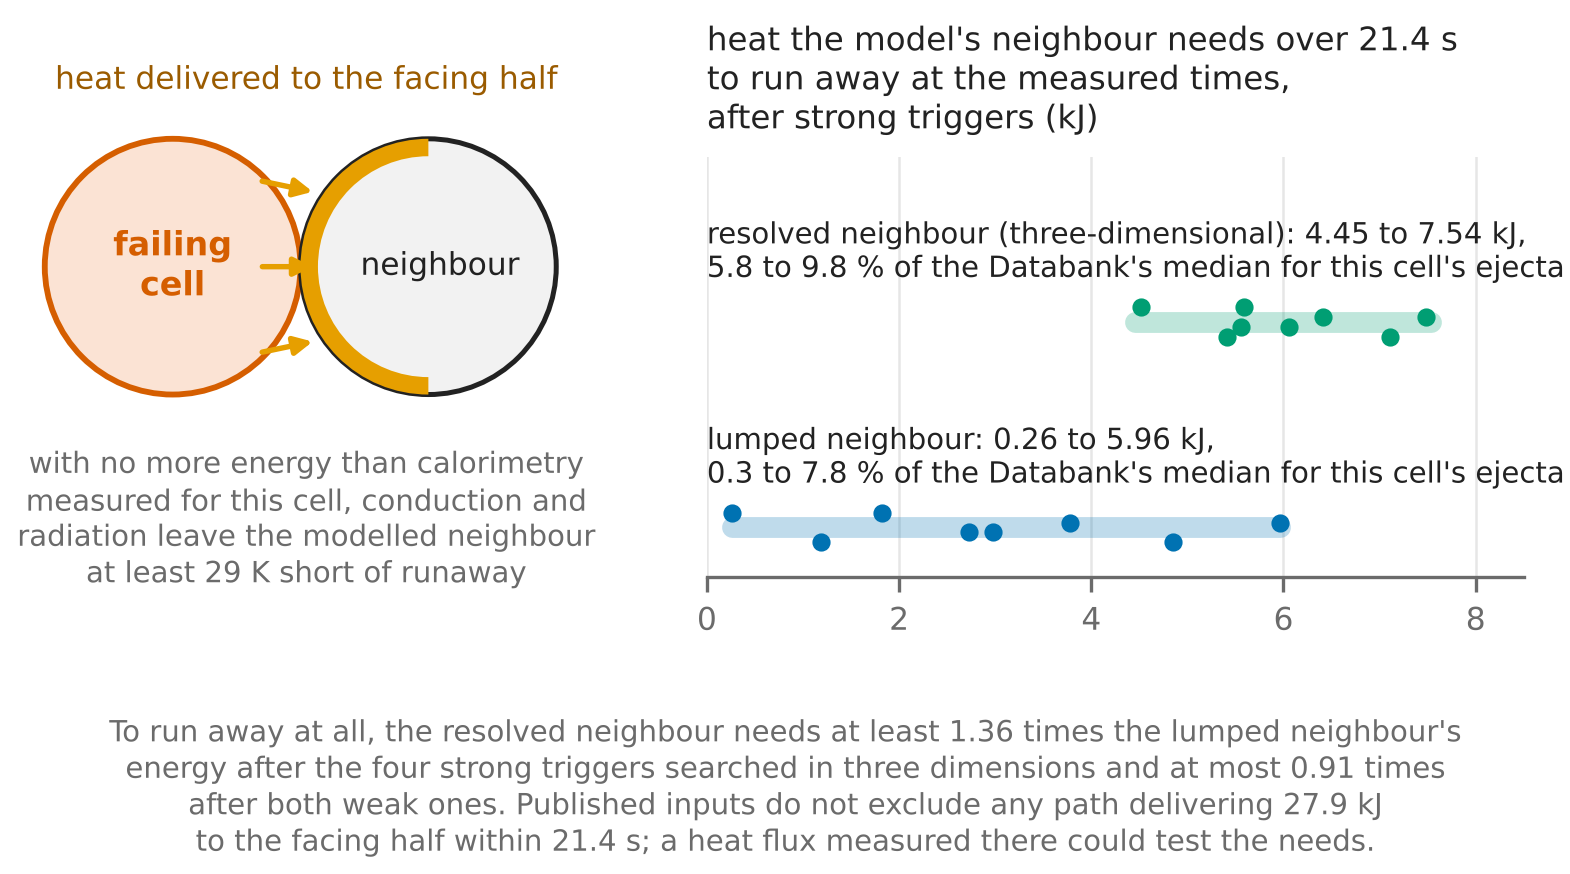 heat delivered to the facing half
failing
cell
neighbour
with no more energy than calorimetry
measured for this cell, conduction and
radiation leave the modelled neighbour
at least 29 K short of runaway
heat the model's neighbour needs over 21.4 s
to run away at the measured times,
after strong triggers (kJ)
resolved neighbour (three-dimensional): 4.45 to 7.54 kJ,
5.8 to 9.8 % of the Databank's median for this cell's ejecta
lumped neighbour: 0.26 to 5.96 kJ,
0.3 to 7.8 % of the Databank's median for this cell's ejecta
0 2 4 6 8
To run away at all, the resolved neighbour needs at least 1.36 times the lumped neighbour's
energy after the four strong triggers searched in three dimensions and at most 0.91 times
after both weak ones. Published inputs do not exclude any path delivering 27.9 kJ
to the facing half within 21.4 s; a heat flux measured there could test the needs.